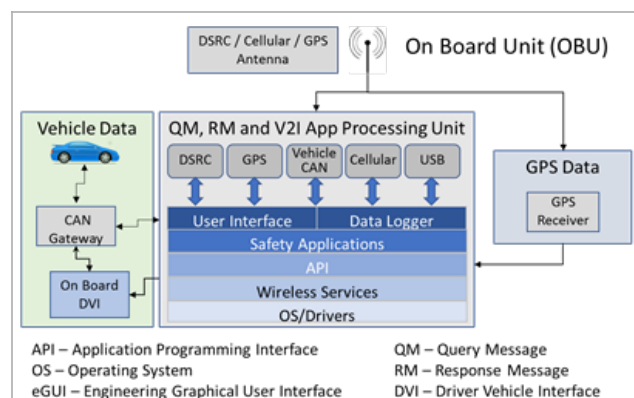 DSRC / Cellular / GPS
Antenna
On Board Unit (OBU)
Vehicle Data
CAN
Gateway
On Board
DVI
QM, RM and V2I App Processing Unit
DSRC
GPS
Vehicle
CAN
Cellular
USB
User Interface
Data Logger
Safety Applications
API
Wireless Services
OS/Drivers
GPS Data
GPS
Receiver
API – Application Programming Interface
OS – Operating System
eGUI – Engineering Graphical User Interface
QM – Query Message
RM – Response Message
DVI – Driver Vehicle Interface